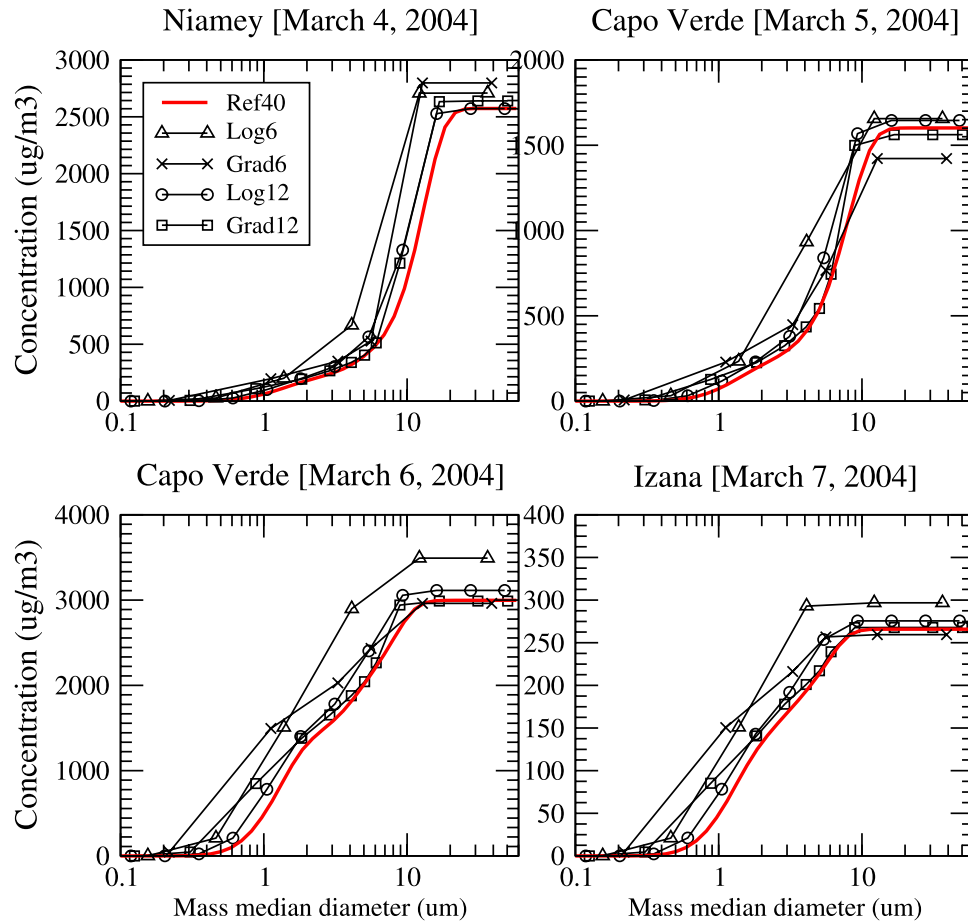 Niamey [March 4, 2004]
Capo Verde [March 5, 2004]
Concentration (ug/m3)
3000
2500
2000
1500
1000
500
0
0.1
1
10
Ref40
Log6
Grad6
Log12
Grad12
2000
1500
1000
500
0
0.1
1
10
Capo Verde [March 6, 2004]
Izana [March 7, 2004]
Concentration (ug/m3)
4000
3000
2000
1000
0
0.1
1
10
Mass median diameter (um)
400
350
300
250
200
150
100
50
0
0.1
1
10
Mass median diameter (um)